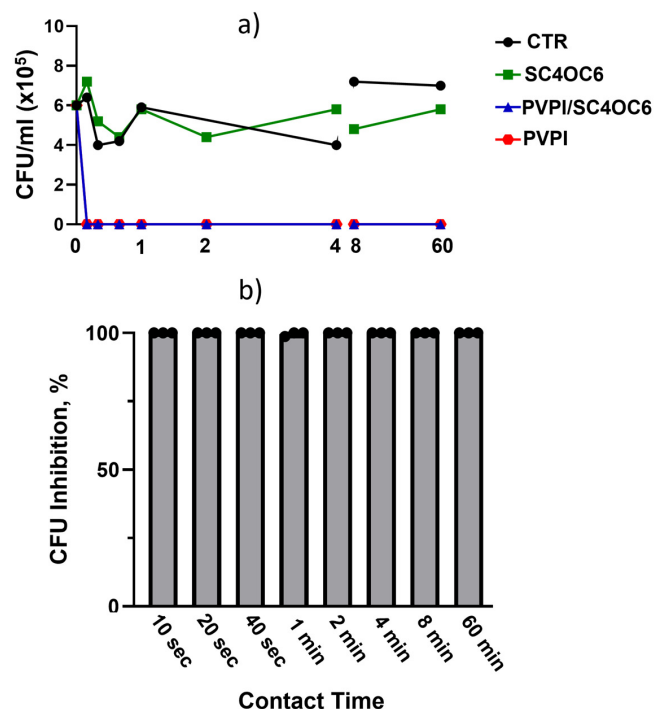 a)
CFU/ml (x10⁵)
10
8
6
4
2
0
0 1 2 4 8 60
CTR
SC4OC6
PVPI/SC4OC6
PVPI
b)
CFU Inhibition, %
100
50
0
10 sec 20 sec 40 sec 1 min 2 min 4 min 8 min 60 min
Contact Time